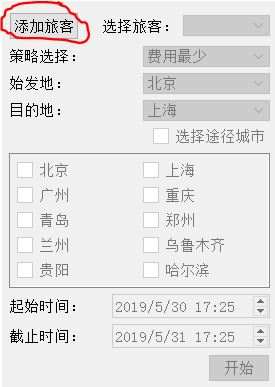 添加旅客 选择旅客：
策略选择： 费用最少
始发地： 北京
目的地： 上海
选择途径城市
北京 上海
广州 重庆
青岛 郑州
兰州 乌鲁木齐
贵阳 哈尔滨
起始时间： 2019/5/30 17:25
截止时间： 2019/5/31 17:25
开始